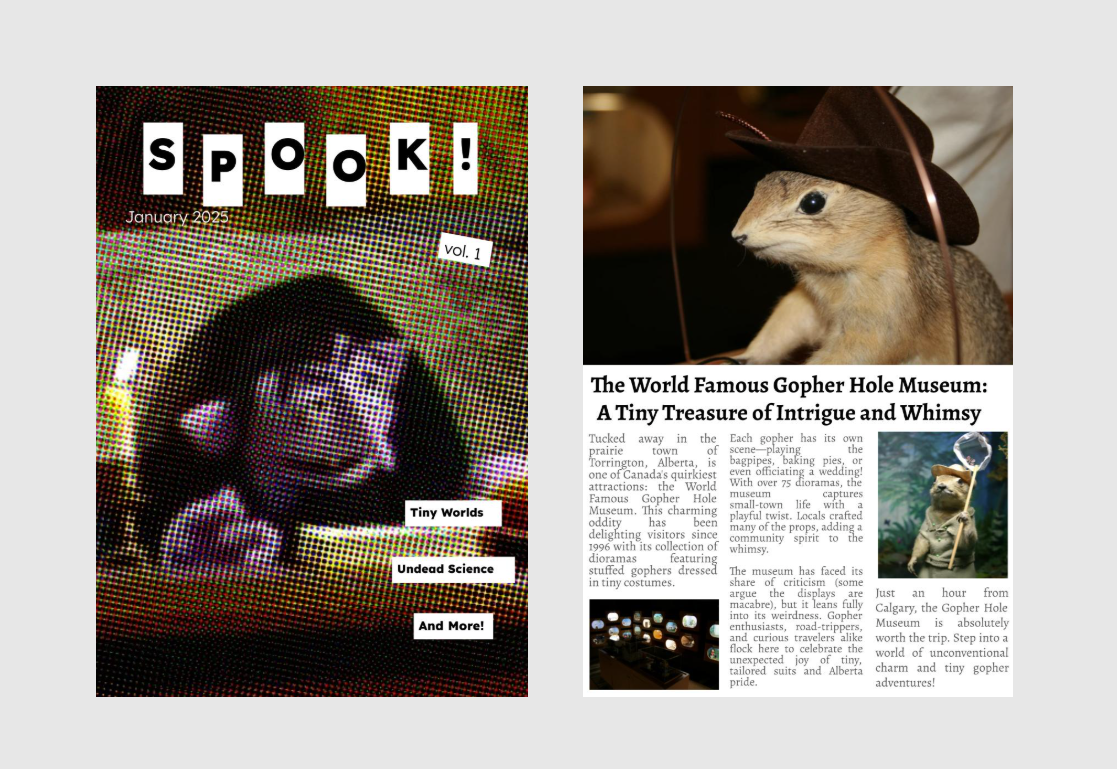 SPOOK!
January 2025
vol. 1
Tiny Worlds
Undead Science
And More!
The World Famous Gopher Hole Museum:
A Tiny Treasure of Intrigue and Whimsy
Tucked away in the
prairie town of
Torrington, Alberta, is
one of Canada's quirkiest
attractions: the World
Famous Gopher Hole
Museum. This charming
oddity has been
delighting visitors since
1996 with its collection of
dioramas featuring
stuffed gophers dressed
in tiny costumes.
Each gopher has its own
scene—playing the
bagpipes, baking pies, or
even officiating a wedding!
With over 75 dioramas, the
museum captures
small-town life with a
playful twist. Locals crafted
many of the props, adding a
community spirit to the
whimsy.
The museum has faced its
share of criticism (some
argue the displays are
macabre), but it leans fully
into its weirdness. Gopher
enthusiasts, road-trippers,
and curious travelers alike
flock here to celebrate the
unexpected joy of tiny,
tailored suits and Alberta
pride.
Just an hour from
Calgary, the Gopher Hole
Museum is absolutely
worth the trip. Step into a
world of unconventional
charm and tiny gopher
adventures!